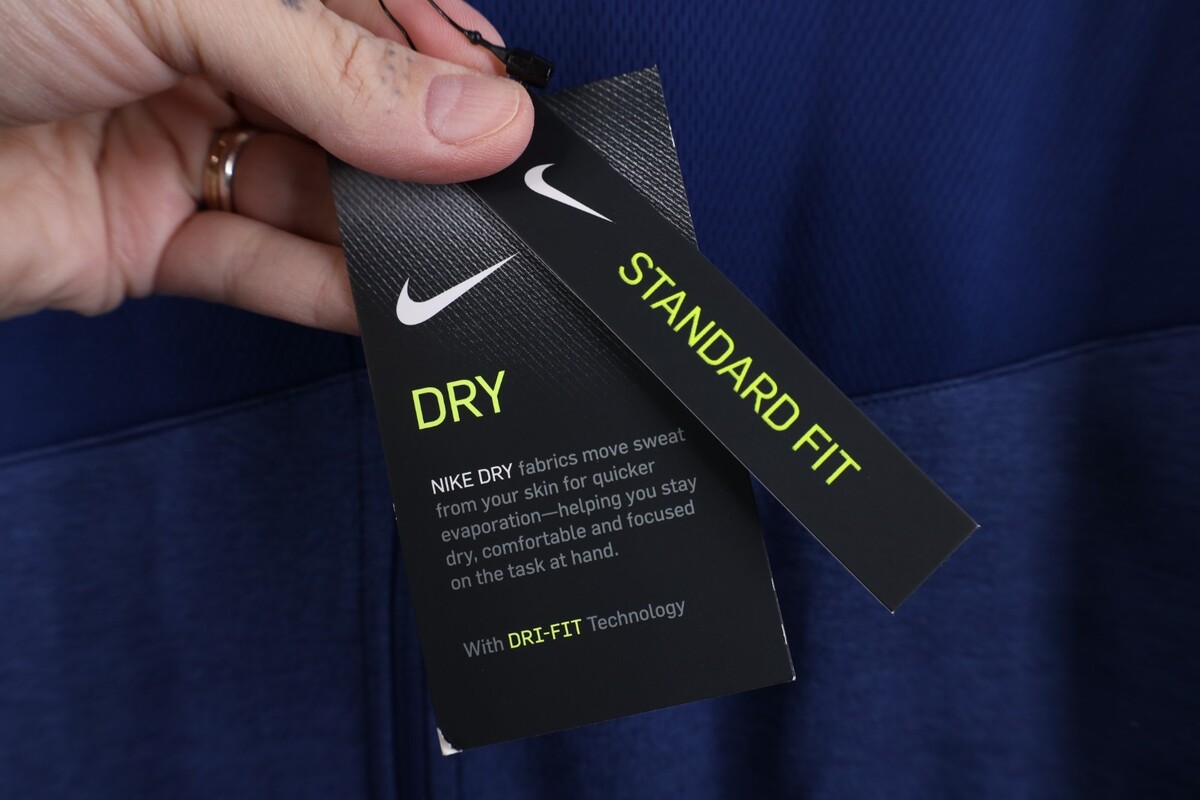 DRY
NIKE DRY fabrics move sweat
from your skin for quicker
evaporation—helping you stay
dry, comfortable and focused
on the task at hand.
With DRI-FIT Technology
STANDARD FIT